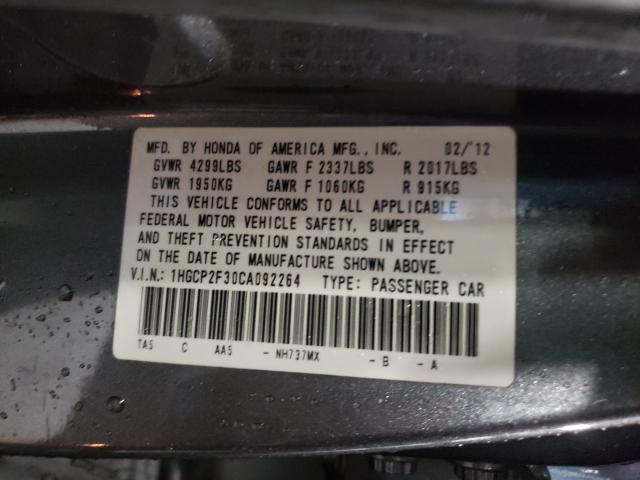 MFD. BY HONDA OF AMERICA MFG., INC. 02/'12
GVWR 4299LBS GAWR F 2337LBS R 2017LBS
GVWR 1950KG GAWR F 1060KG R 915KG
THIS VEHICLE CONFORMS TO ALL APPLICABLE
FEDERAL MOTOR VEHICLE SAFETY, BUMPER,
AND THEFT PREVENTION STANDARDS IN EFFECT
ON THE DATE OF MANUFACTURE SHOWN ABOVE.
V.I.N.: 1HGCP2F30CA092264 TYPE: PASSENGER CAR
TA5 C AA5 - NH737MX - B - A